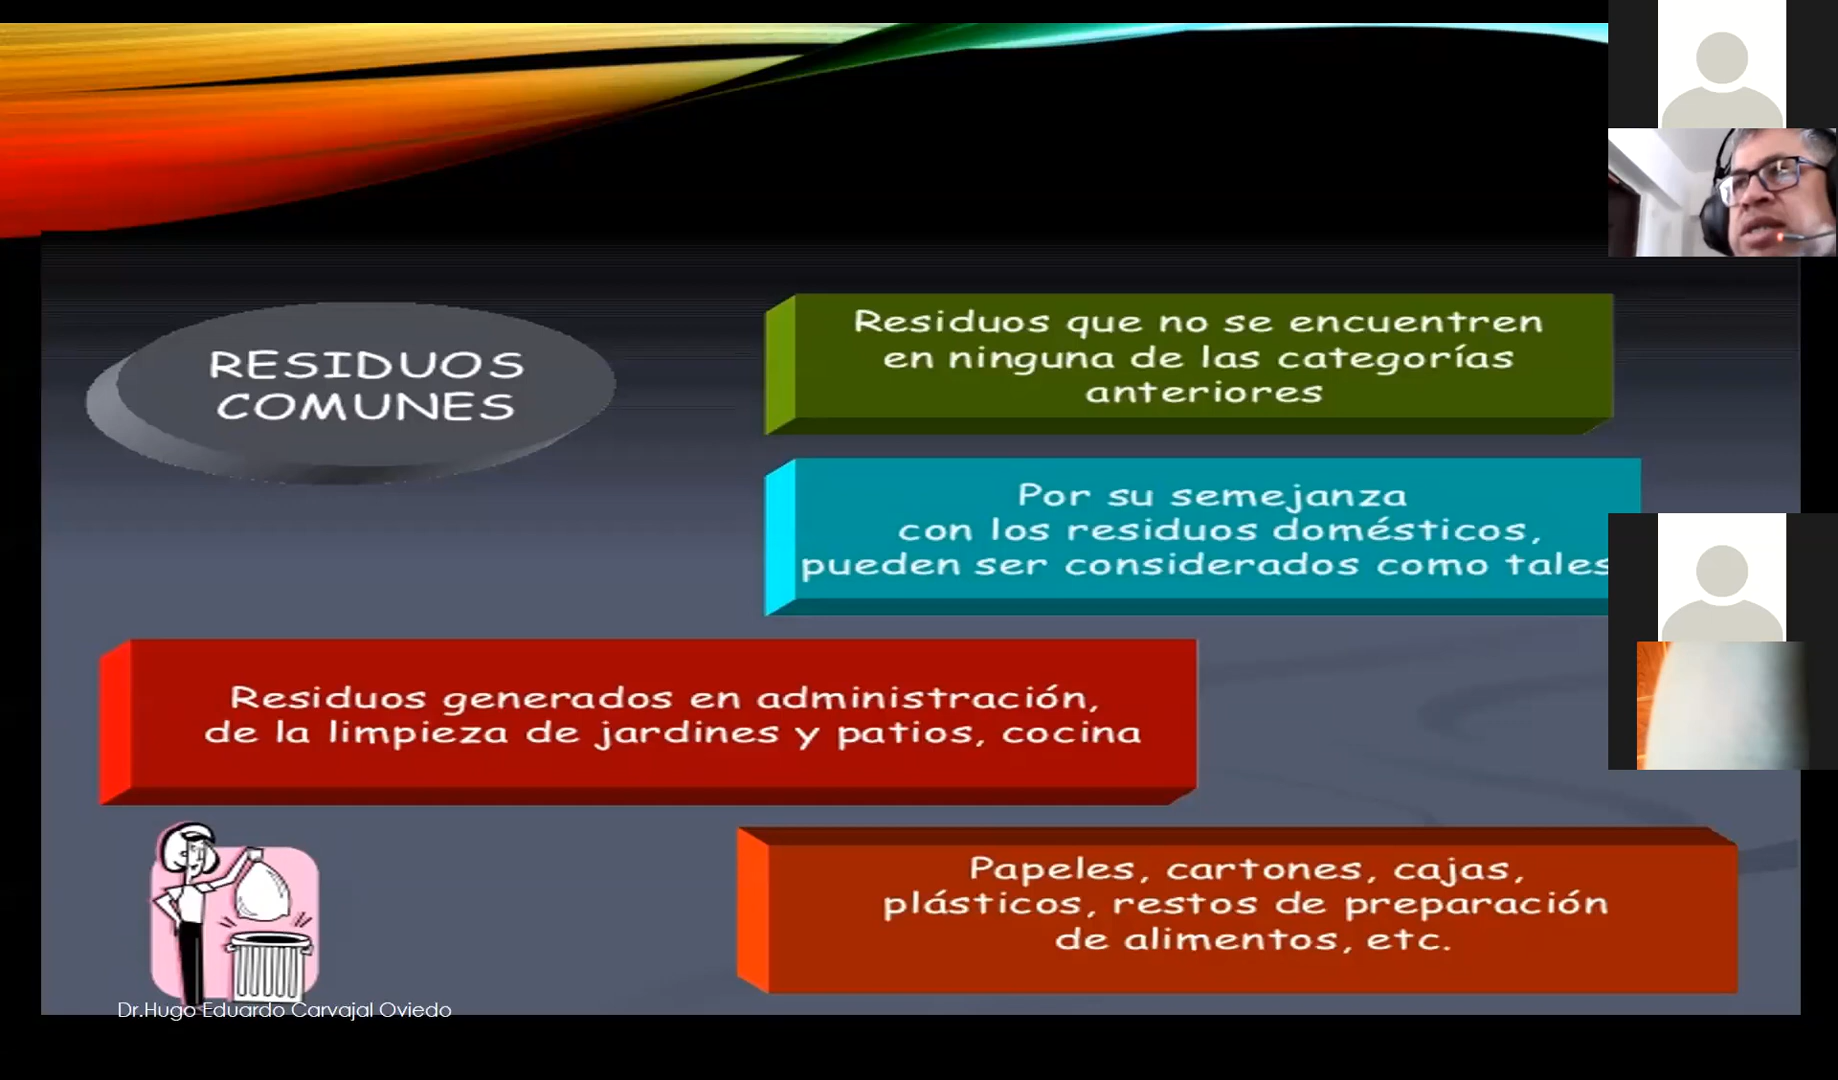 RESIDUOS
COMUNES
Residuos que no se encuentren
en ninguna de las categorías
anteriores
Por su semejanza
con los residuos domésticos,
pueden ser considerados como tales
Residuos generados en administración,
de la limpieza de jardines y patios, cocina
Papeles, cartones, cajas,
plásticos, restos de preparación
de alimentos, etc.
Dr.Hugo Eduardo Carvajal Oviedo